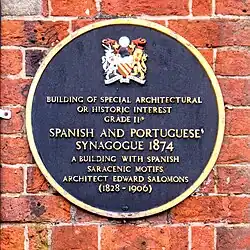 BUILDING OF SPECIAL ARCHITECTURAL
OR HISTORIC INTEREST
GRADE II*
SPANISH AND PORTUGUESE'
SYNAGOGUE 1874
A BUILDING WITH SPANISH
SARACENIC MOTIFS
ARCHITECT EDWARD SALOMONS
(1828-1906)